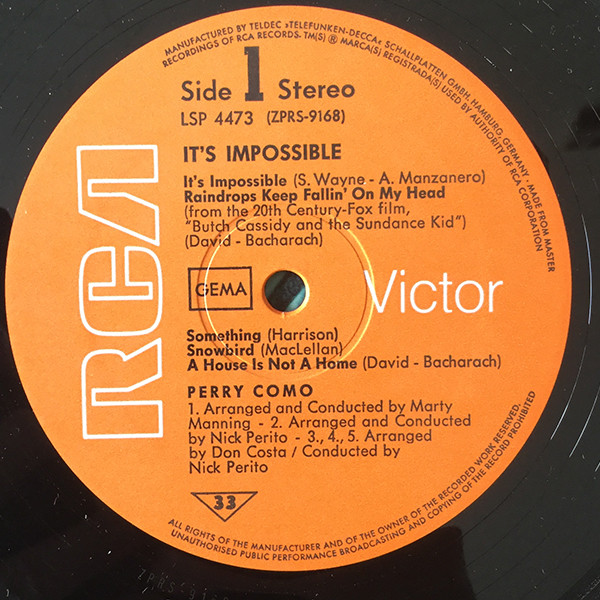 MANUFACTURED BY TELDEC »TELEFUNKEN-DECCA« SCHALLPLATTEN GMBH, HAMBURG, GERMANY · MADE FROM MASTER
RECORDINGS OF RCA RECORDS. TM(S) ® MARCA(S) REGISTRADA(S) USED BY AUTHORITY OF RCA CORPORATION
Side 1 Stereo
LSP 4473 (ZPRS-9168)
IT'S IMPOSSIBLE
It's Impossible (S. Wayne - A. Manzanero)
Raindrops Keep Fallin' On My Head
(from the 20th Century-Fox film,
"Butch Cassidy and the Sundance Kid")
(David - Bacharach)
RCA
GEMA
Victor
Something (Harrison)
Snowbird (MacLellan)
A House Is Not A Home (David - Bacharach)
PERRY COMO
1. Arranged and Conducted by Marty
Manning - 2. Arranged and Conducted
by Nick Perito - 3., 4., 5. Arranged
by Don Costa / Conducted by
Nick Perito
33
ALL RIGHTS OF THE MANUFACTURER AND OF THE OWNER OF THE RECORDED WORK RESERVED.
UNAUTHORISED PUBLIC PERFORMANCE BROADCASTING AND COPYING OF THE RECORD PROHIBITED